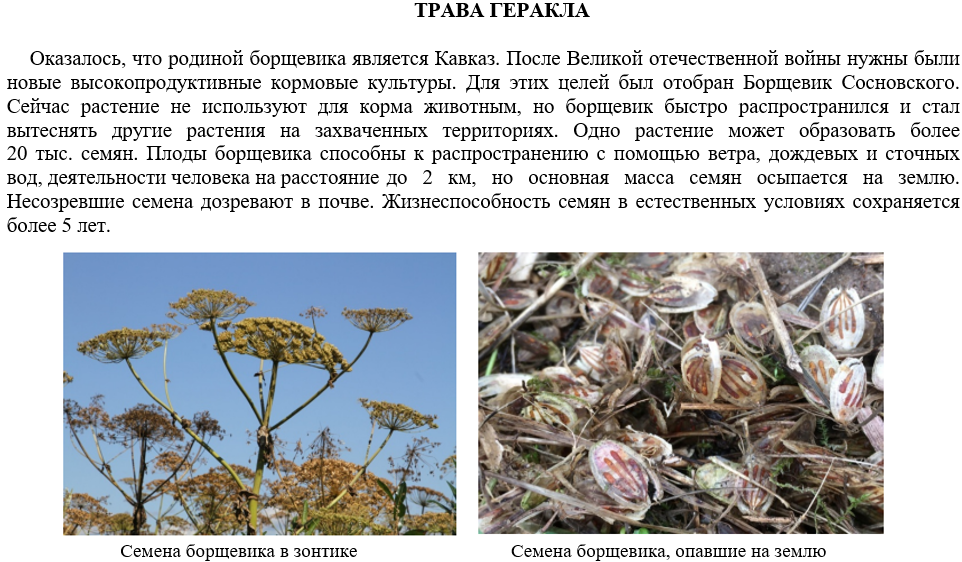 ТРАВА ГЕРАКЛА
Оказалось, что родиной борщевика является Кавказ. После Великой отечественной войны нужны были
новые высокопродуктивные кормовые культуры. Для этих целей был отобран Борщевик Сосновского.
Сейчас растение не используют для корма животным, но борщевик быстро распространился и стал
вытеснять другие растения на захваченных территориях. Одно растение может образовать более
20 тыс. семян. Плоды борщевика способны к распространению с помощью ветра, дождевых и сточных
вод, деятельности человека на расстояние до 2 км, но основная масса семян осыпается на землю.
Несозревшие семена дозревают в почве. Жизнеспособность семян в естественных условиях сохраняется
более 5 лет.
Семена борщевика в зонтике
Семена борщевика, опавшие на землю